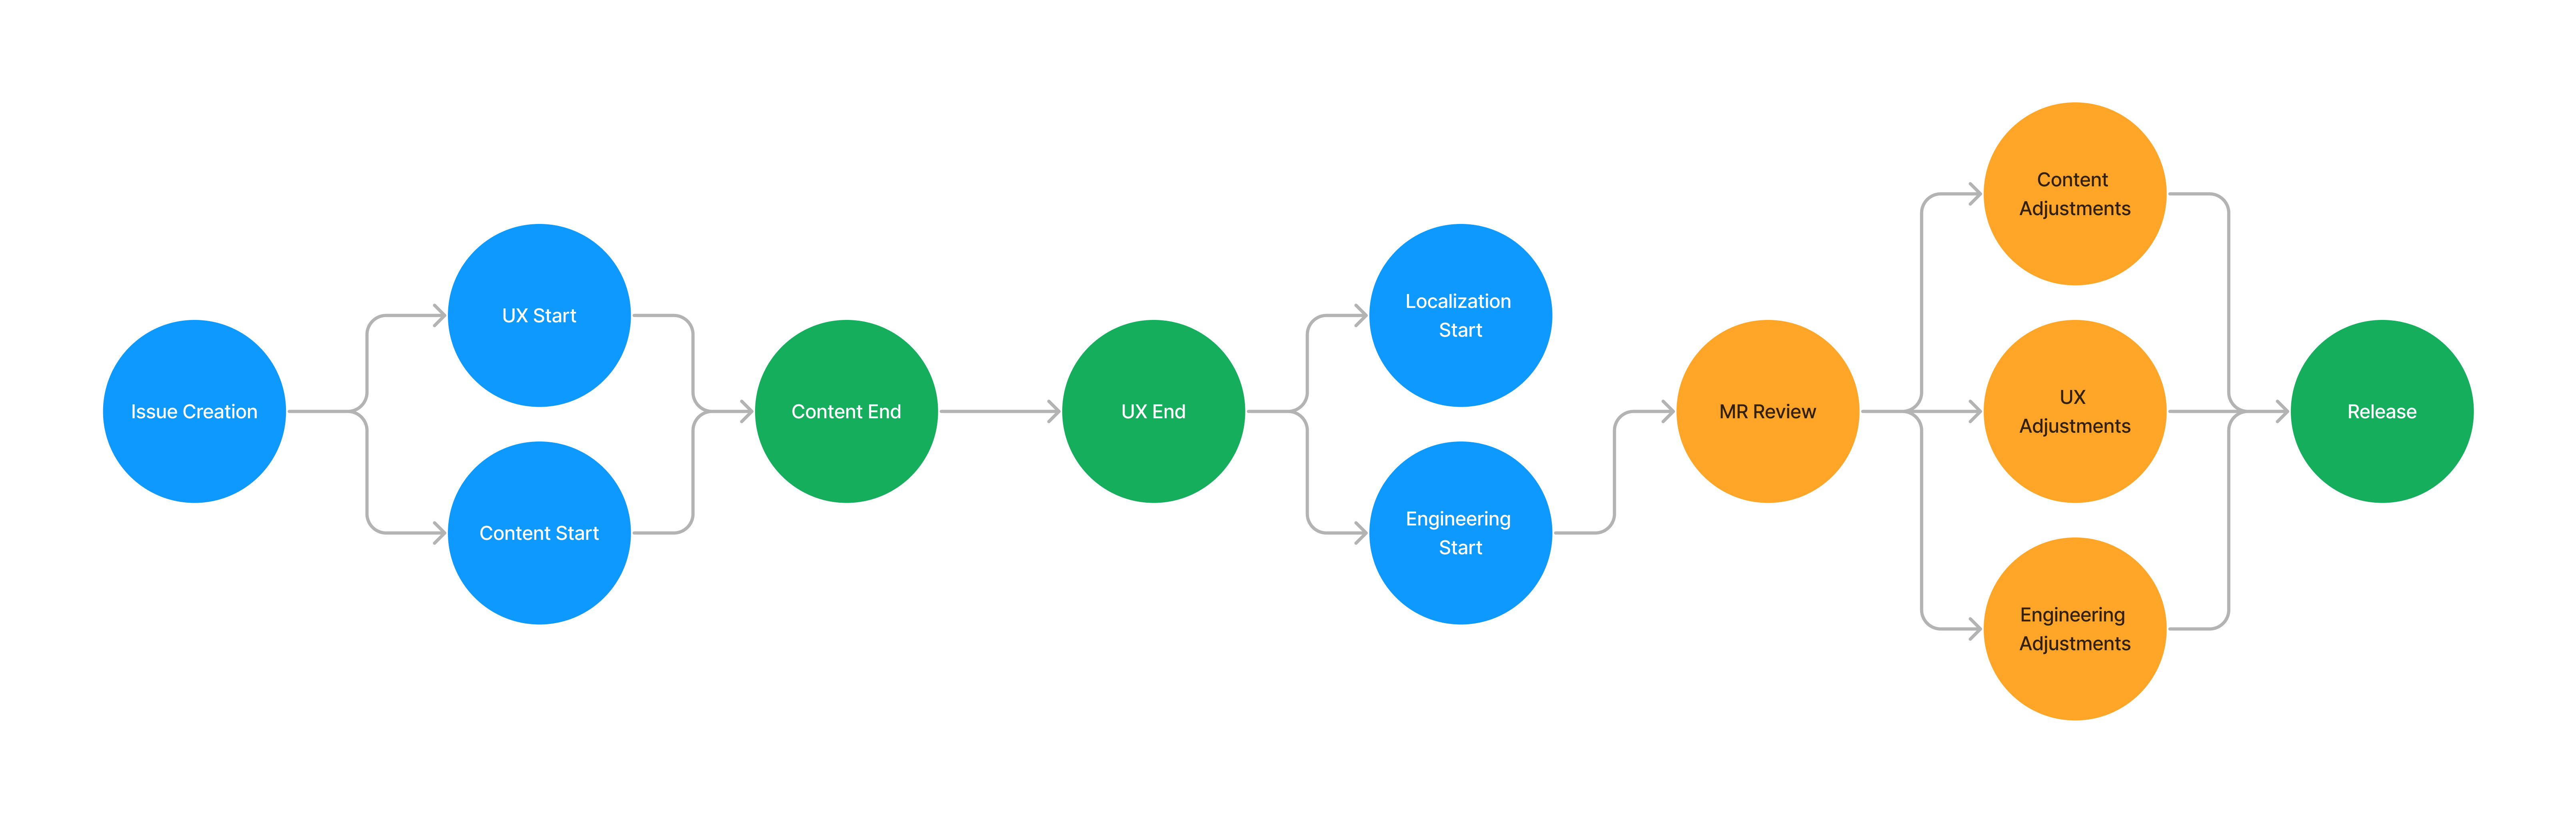 Issue Creation
UX Start
Content Start
Content End
UX End
Localization
Start
Engineering
Start
MR Review
Content
Adjustments
UX
Adjustments
Engineering
Adjustments
Release